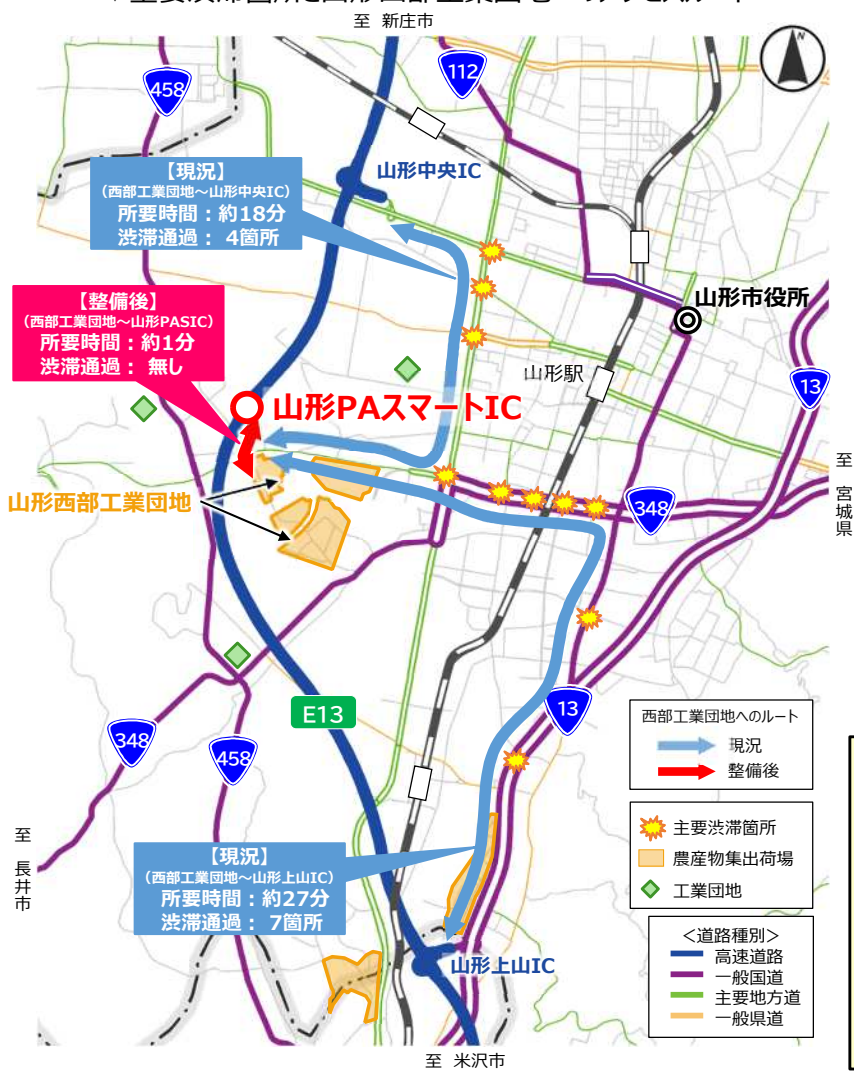 至 新庄市
N
458
112
【現況】
(西部工業団地～山形中央IC)
所要時間：約18分
渋滞通過： 4箇所
山形中央IC
【整備後】
(西部工業団地～山形PASIC)
所要時間：約1分
渋滞通過： 無し
山形市役所
山形駅
13
山形PAスマートIC
至 宮城県
山形西部工業団地
348
E13
13
348
458
西部工業団地へのルート
現況
整備後
主要渋滞箇所
農産物集出荷場
工業団地
至 長井市
【現況】
(西部工業団地～山形上山IC)
所要時間：約27分
渋滞通過： 7箇所
＜道路種別＞
高速道路
一般国道
主要地方道
一般県道
山形上山IC
至 米沢市